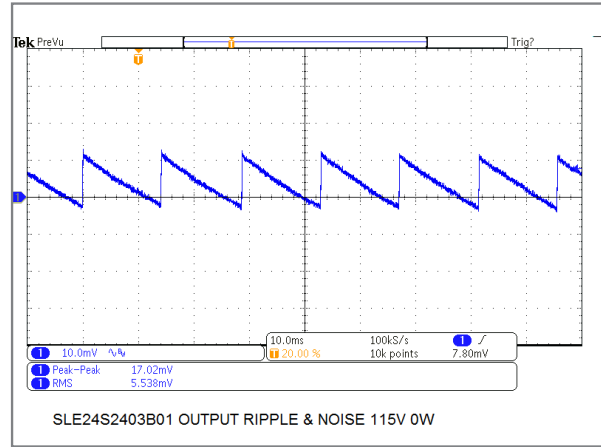 Tek PreVu Trig?
T
T
1
1 10.0mV
10.0ms 100kS/s 1
T 20.00 % 10k points 7.80mV
1 Peak-Peak 17.02mV
1 RMS 5.538mV
SLE24S2403B01 OUTPUT RIPPLE & NOISE 115V 0W